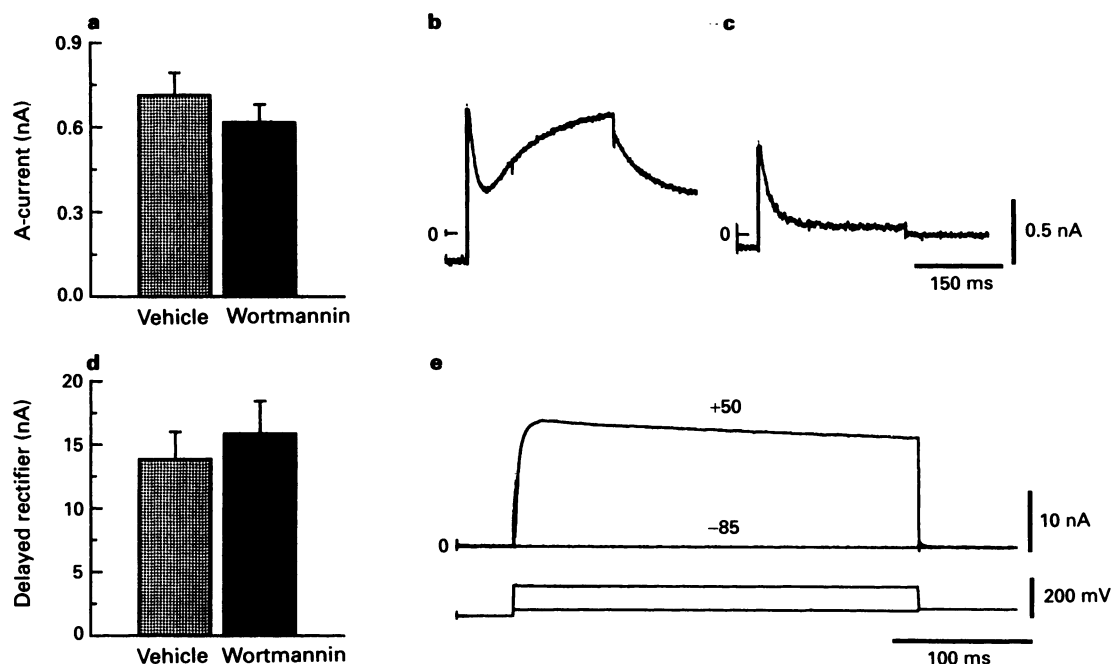 a
0.9
0.6
0.3
0.0
A-current (nA)
Vehicle Wortmannin
b
0
c
0
0.5 nA
150 ms
d
20
15
10
5
0
Delayed rectifier (nA)
Vehicle Wortmannin
e
+50
−85
0
10 nA
200 mV
100 ms